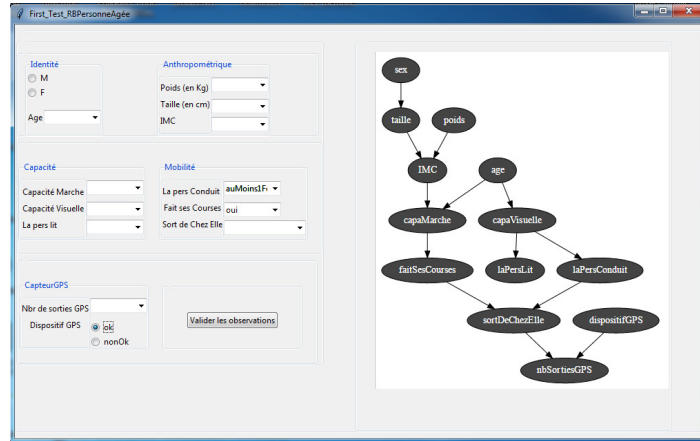 First_Test_RBPersonneAgée
Identité
M
F
Age
Anthropométrique
Poids (en Kg)
Taille (en cm)
IMC
Capacité
Capacité Marche
Capacité Visuelle
La pers lit
Mobilité
La pers Conduit auMoins1F
Fait ses Courses oui
Sort de Chez Elle
CapteurGPS
Nbr de sorties GPS
Dispositif GPS ok
nonOk
Valider les observations
sex
taille poids
IMC age
capaMarche capaVisuelle
faitSesCourses laPersLit laPersConduit
sortDeChezElle dispositifGPS
nbSortiesGPS